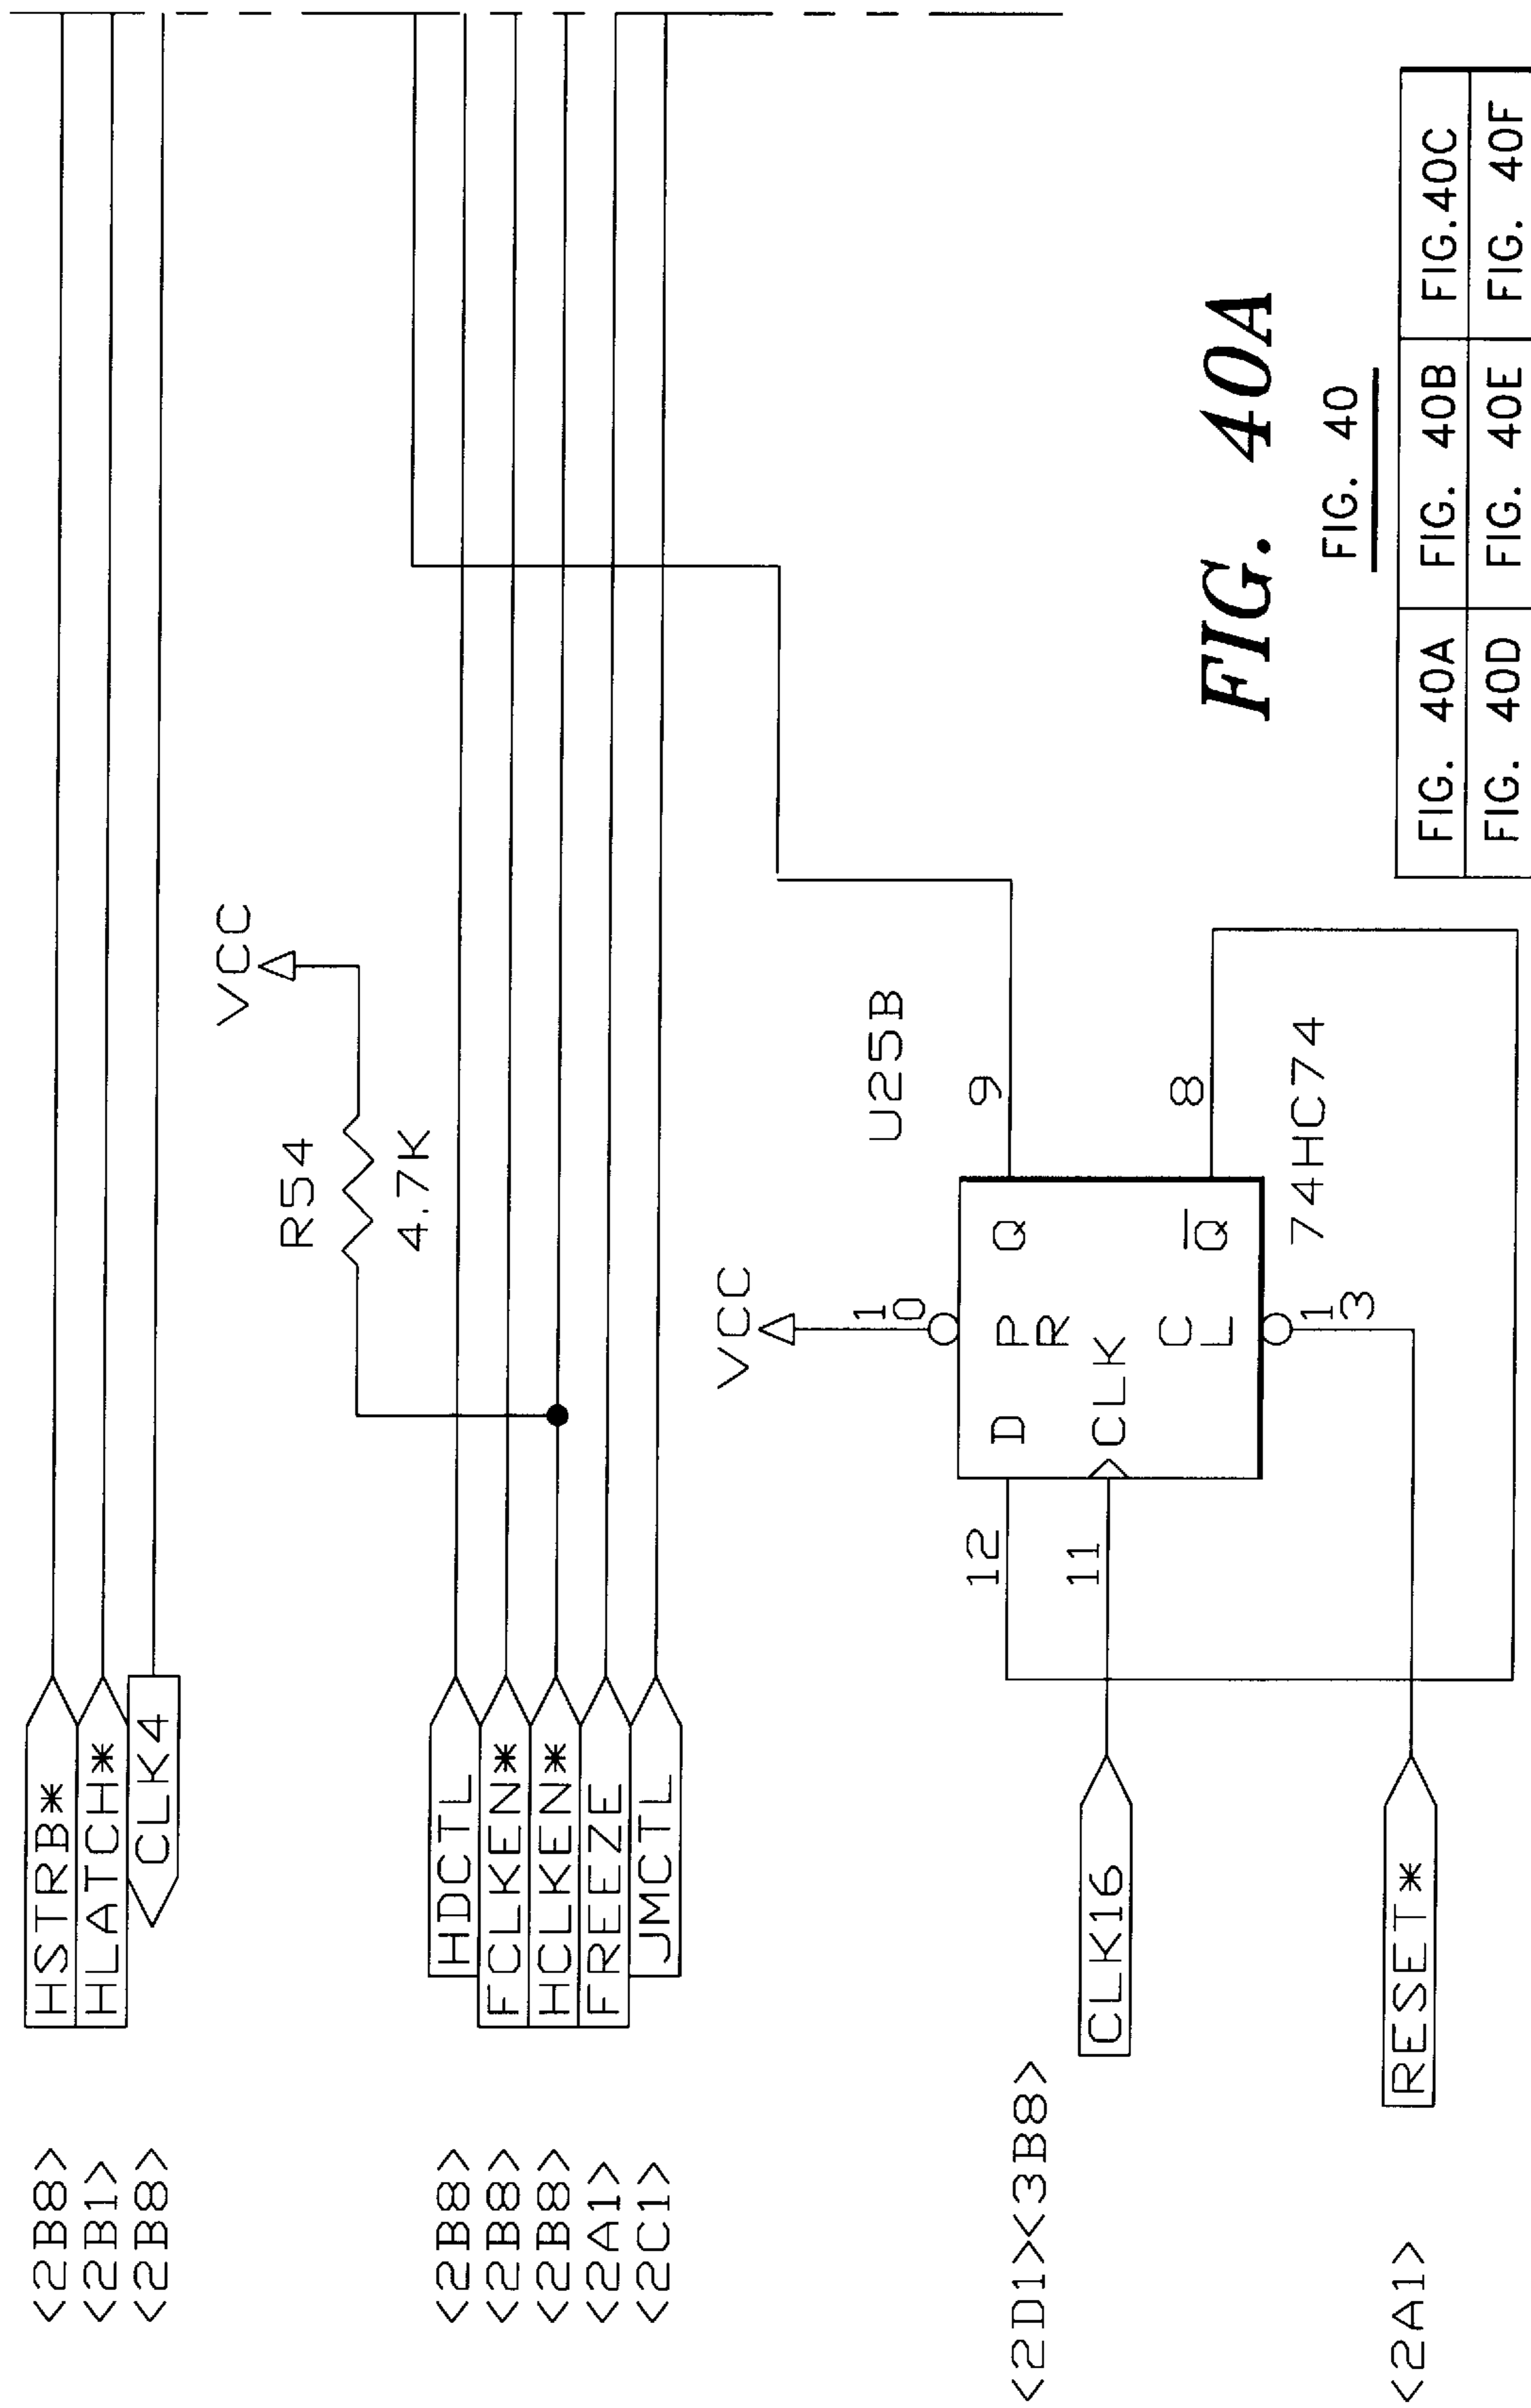 <2B8> HSTRB*
<2B1> HLATCH*
<2B8> CLK4
VCC
R54
4.7K
<2B8> HDCTL
<2B8> FCLKEN*
<2B8> HCLKEN*
<2A1> FREEZE
<2C1> JMCTL
VCC
U25B
10
12 D PR Q 9
<2D1><3B8>
CLK16 11 CLK
CL Q̅ 8
13
74HC74
<2A1> RESET*
FIG. 40A
FIG. 40
FIG. 40A FIG. 40B FIG. 40C
FIG. 40D FIG. 40E FIG. 40F